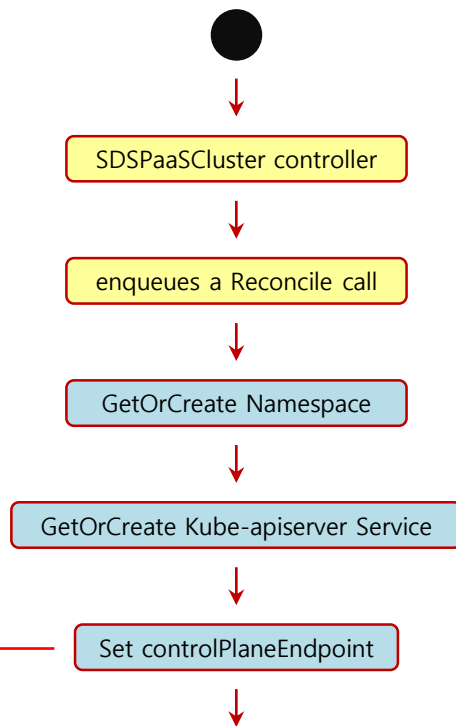 SDSPaaSCluster controller
enqueues a Reconcile call
GetOrCreate Namespace
GetOrCreate Kube-apiserver Service
Set controlPlaneEndpoint